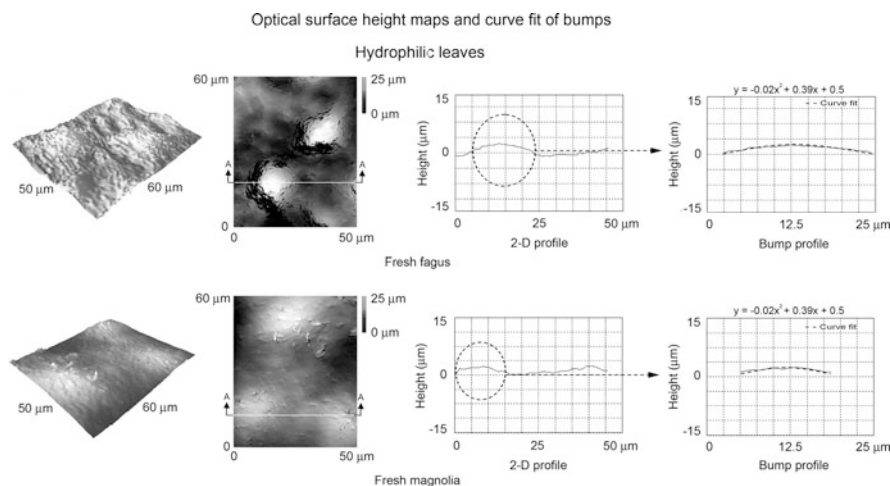 Optical surface height maps and curve fit of bumps
Hydrophilic leaves
60 μm
25 μm
0 μm
A
A
50 μm
60 μm
0
0
50 μm
15
0
-15
Height (μm)
0
25
50 μm
2-D profile
y = -0.02x² + 0.39x + 0.5
Curve fit
15
0
-15
Height (μm)
0
12.5
25 μm
Bump profile
Fresh fagus
60 μm
25 μm
0 μm
A
A
50 μm
60 μm
0
0
50 μm
15
0
-15
Height (μm)
0
25
50 μm
2-D profile
y = -0.02x² + 0.39x + 0.5
Curve fit
15
0
-15
Height (μm)
0
12.5
25 μm
Bump profile
Fresh magnolia